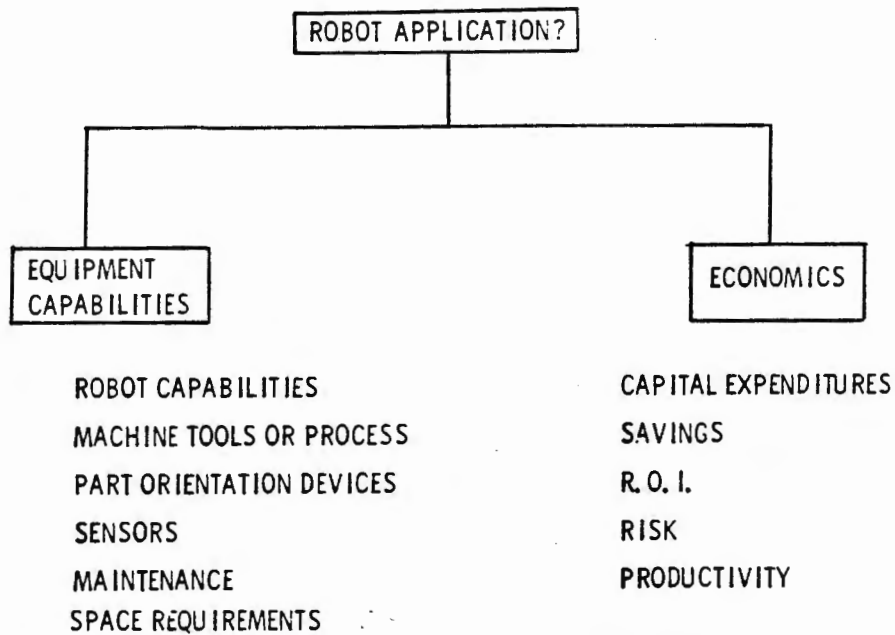 ROBOT APPLICATION?
EQUIPMENT
CAPABILITIES
ROBOT CAPABILITIES
MACHINE TOOLS OR PROCESS
PART ORIENTATION DEVICES
SENSORS
MAINTENANCE
SPACE REQUIREMENTS
ECONOMICS
CAPITAL EXPENDITURES
SAVINGS
R. O. I.
RISK
PRODUCTIVITY